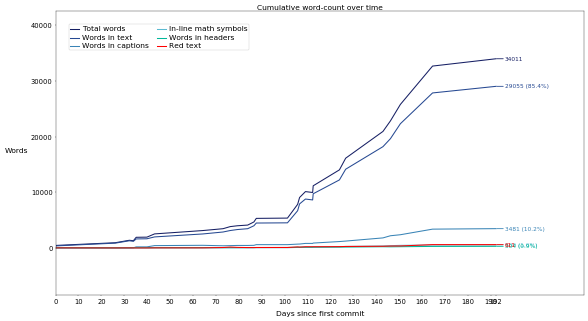 Cumulative word-count over time
Total words
Words in text
Words in captions
In-line math symbols
Words in headers
Red text
40000
30000
20000
10000
0
Words
34011
29055 (85.4%)
3461 (10.2%)
0 10 20 30 40 50 60 70 80 90 100 110 120 130 140 150 160 170 180 192
Days since first commit